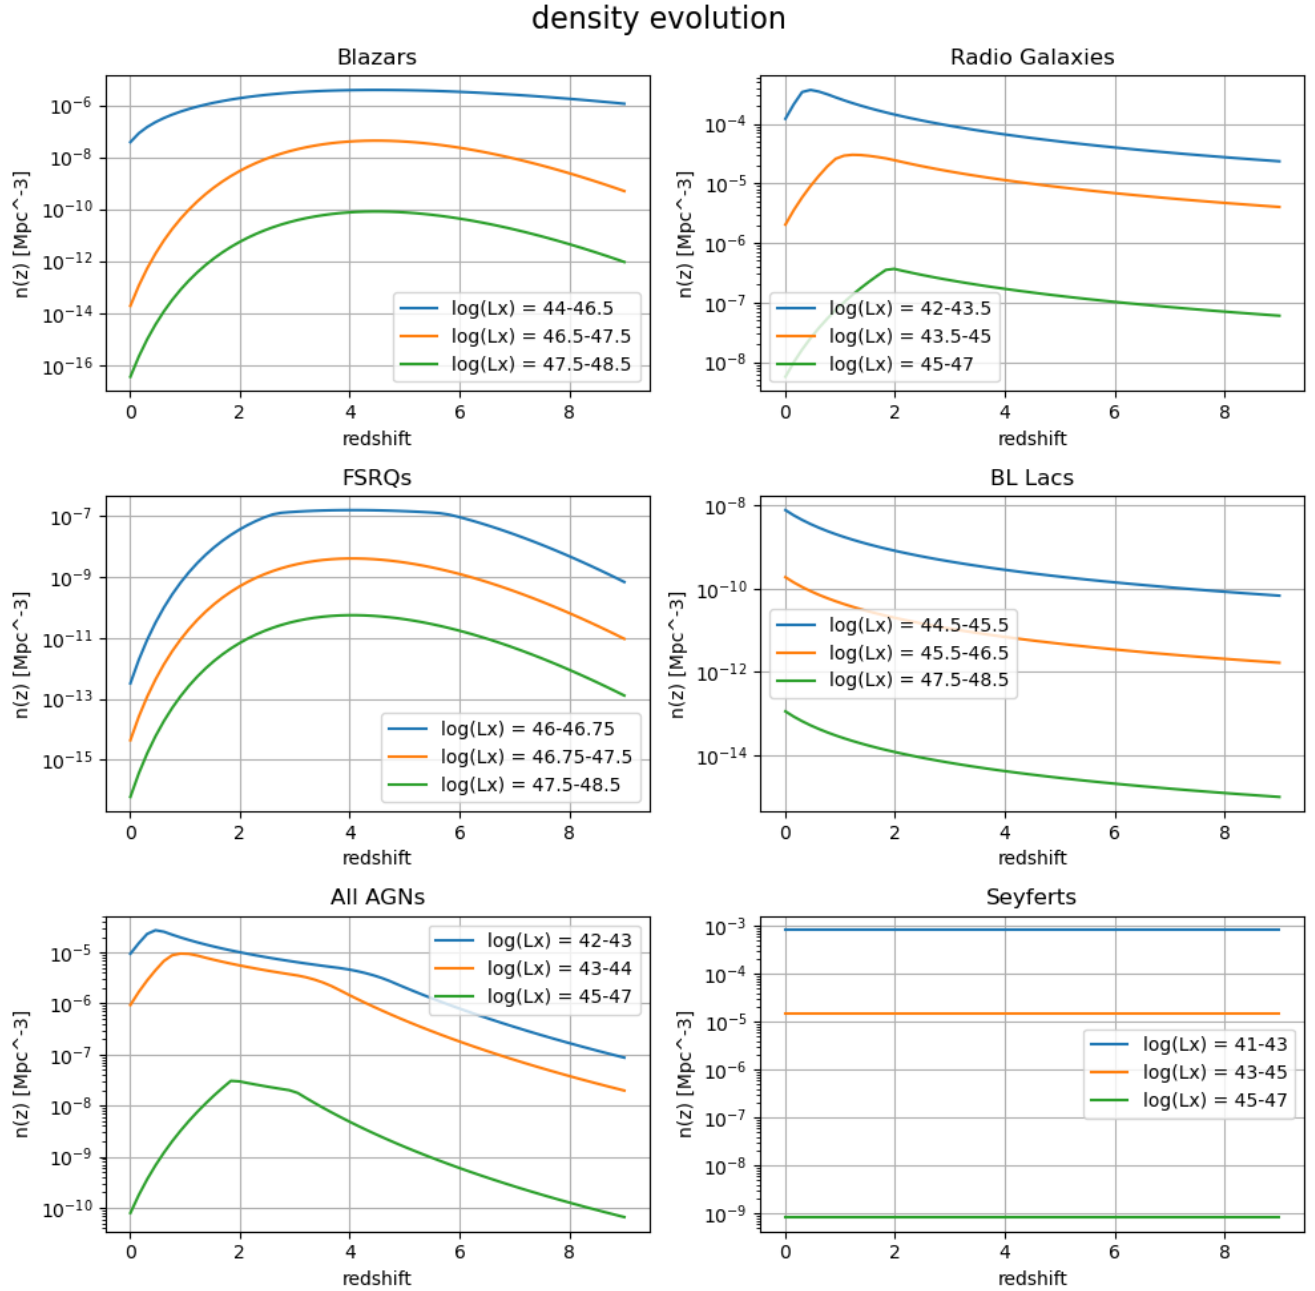 density evolution
Blazars
n(z) [Mpc^-3]
10^-6
10^-8
10^-10
10^-12
10^-14
10^-16
log(Lx) = 44-46.5
log(Lx) = 46.5-47.5
log(Lx) = 47.5-48.5
0 2 4 6 8
redshift
Radio Galaxies
n(z) [Mpc^-3]
10^-4
10^-5
10^-6
10^-7
10^-8
log(Lx) = 42-43.5
log(Lx) = 43.5-45
log(Lx) = 45-47
0 2 4 6 8
redshift
FSRQs
n(z) [Mpc^-3]
10^-7
10^-9
10^-11
10^-13
10^-15
log(Lx) = 46-46.75
log(Lx) = 46.75-47.5
log(Lx) = 47.5-48.5
0 2 4 6 8
redshift
BL Lacs
n(z) [Mpc^-3]
10^-8
10^-10
10^-12
10^-14
log(Lx) = 44.5-45.5
log(Lx) = 45.5-46.5
log(Lx) = 47.5-48.5
0 2 4 6 8
redshift
All AGNs
n(z) [Mpc^-3]
10^-5
10^-6
10^-7
10^-8
10^-9
10^-10
log(Lx) = 42-43
log(Lx) = 43-44
log(Lx) = 45-47
0 2 4 6 8
redshift
Seyferts
n(z) [Mpc^-3]
10^-3
10^-4
10^-5
10^-6
10^-7
10^-8
10^-9
log(Lx) = 41-43
log(Lx) = 43-45
log(Lx) = 45-47
0 2 4 6 8
redshift